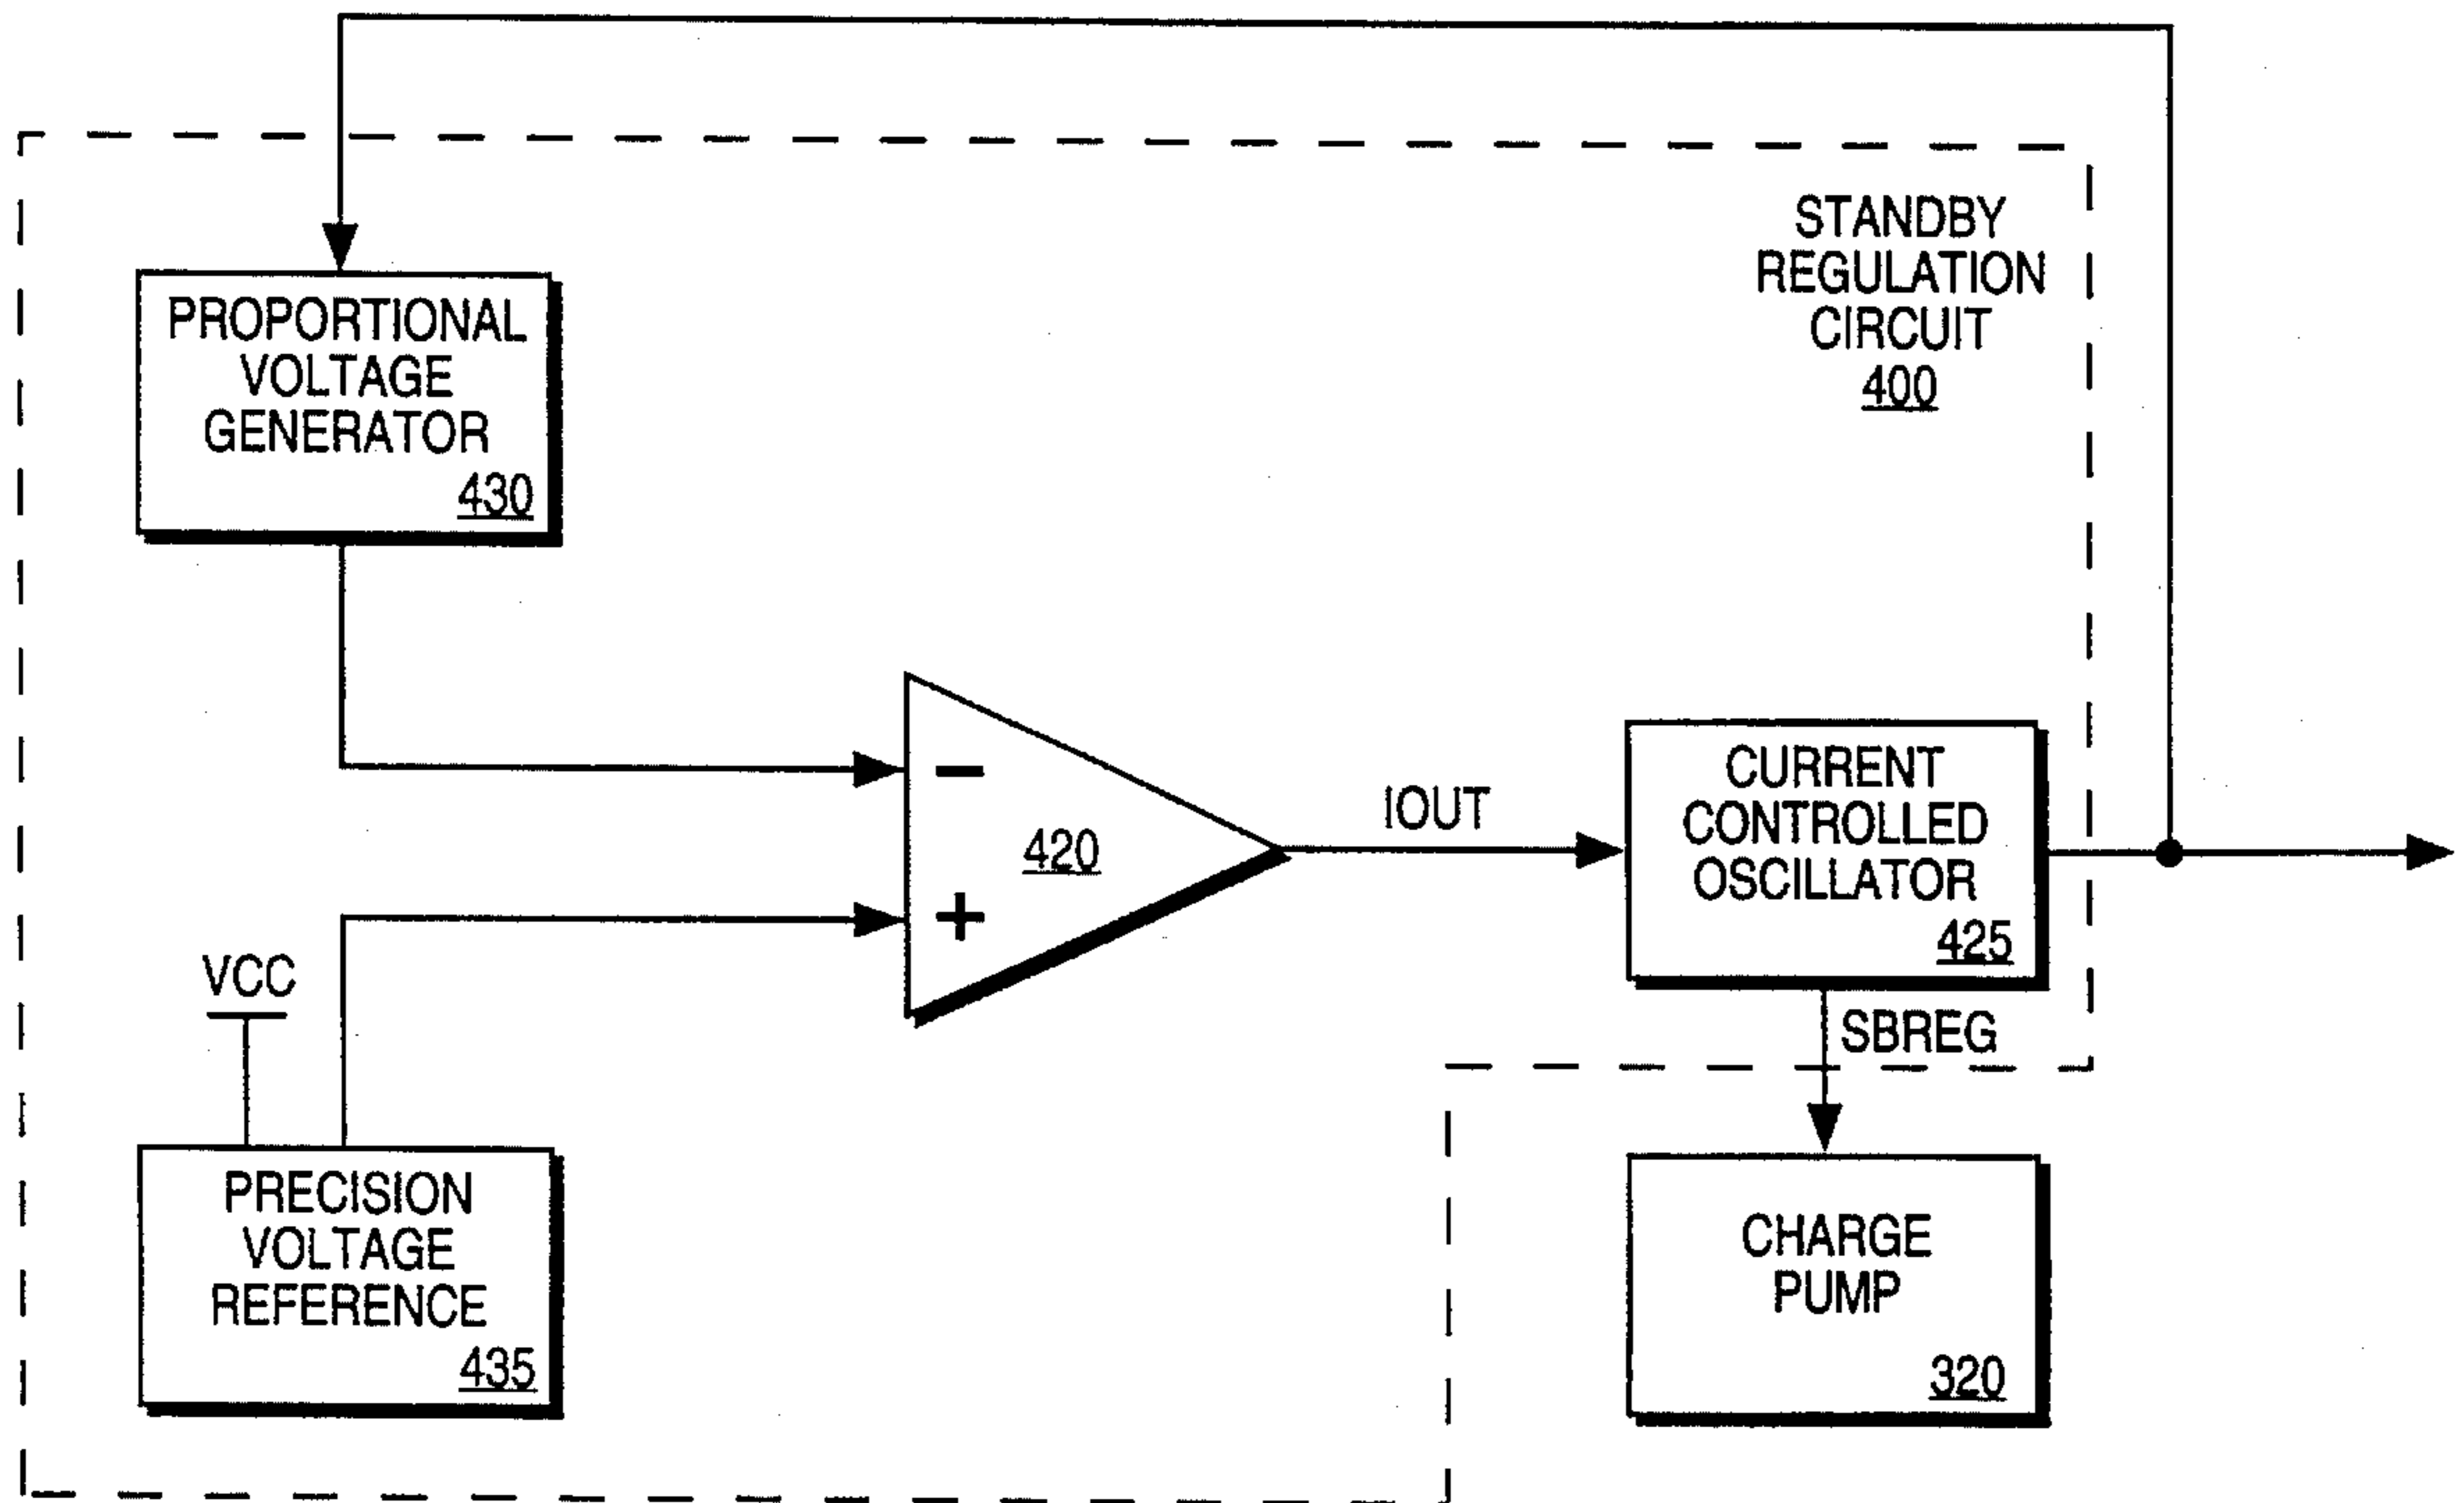 STANDBY
REGULATION
CIRCUIT
400
PROPORTIONAL
VOLTAGE
GENERATOR
430
−
420
+
IOUT
CURRENT
CONTROLLED
OSCILLATOR
425
SBREG
VCC
PRECISION
VOLTAGE
REFERENCE
435
CHARGE
PUMP
320